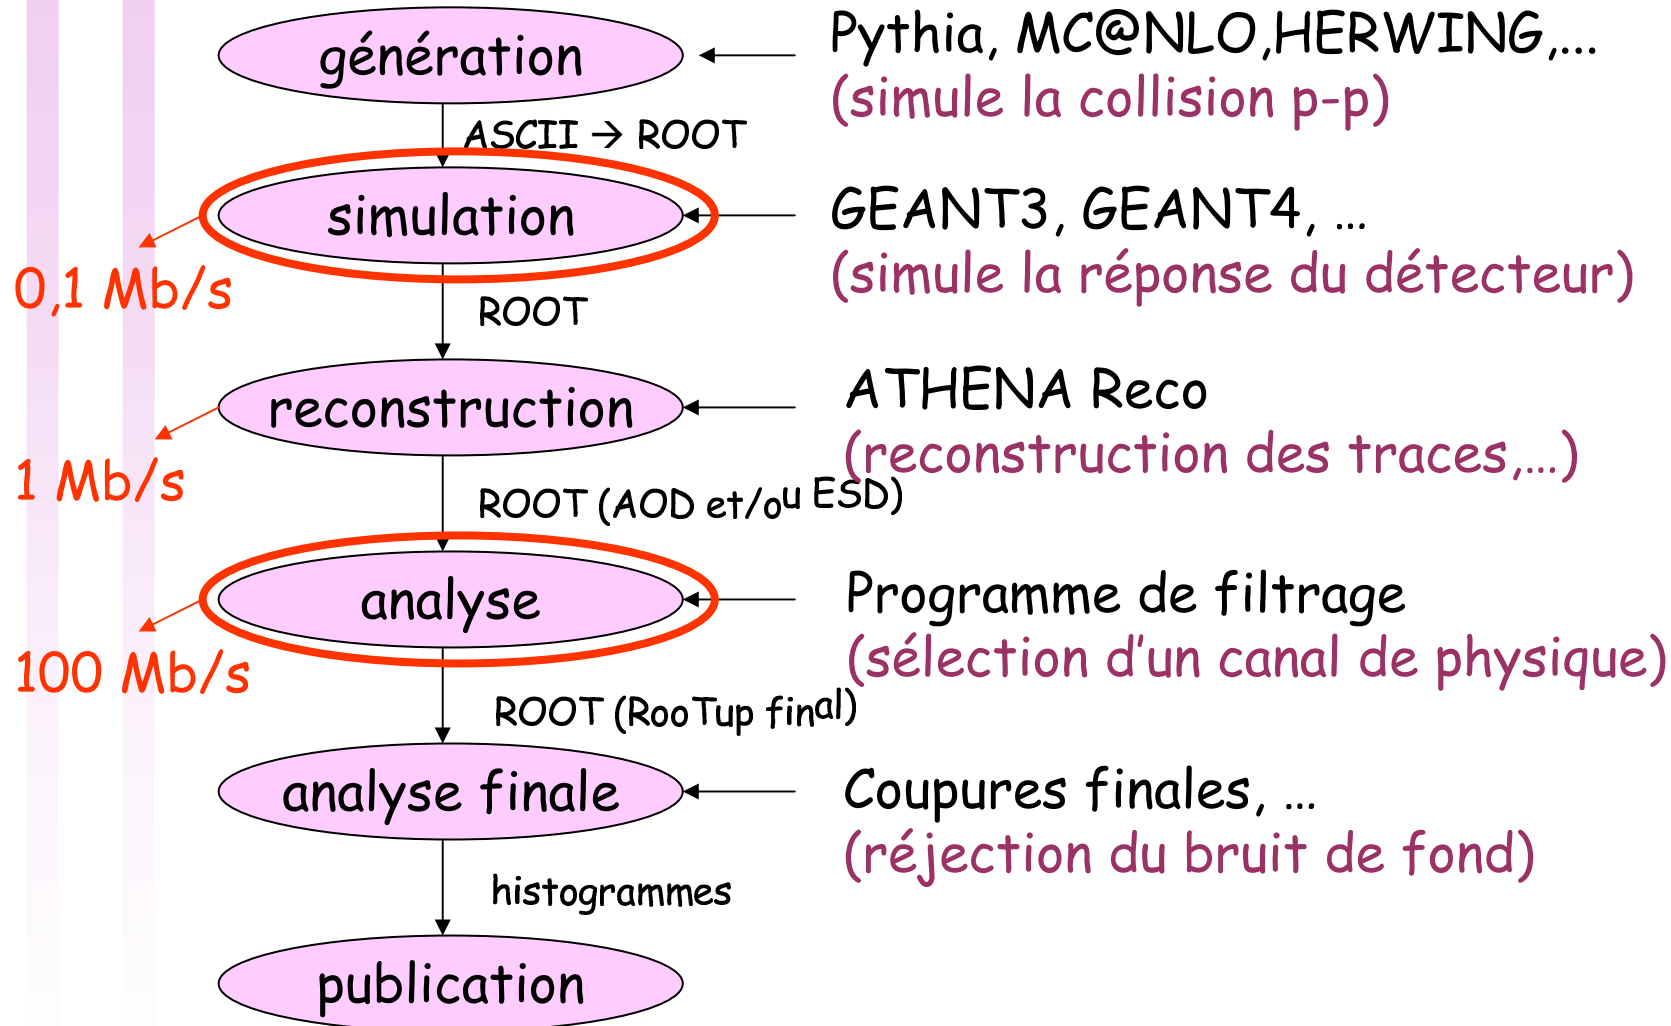 génération
Pythia, MC@NLO,HERWING,...
(simule la collision p-p)
ASCII → ROOT
simulation
GEANT3, GEANT4, ...
(simule la réponse du détecteur)
0,1 Mb/s
ROOT
reconstruction
ATHENA Reco
(reconstruction des traces,...)
1 Mb/s
ROOT (AOD et/ou ESD)
analyse
Programme de filtrage
(sélection d'un canal de physique)
100 Mb/s
ROOT (RooTup final)
analyse finale
Coupures finales, ...
(réjection du bruit de fond)
histogrammes
publication